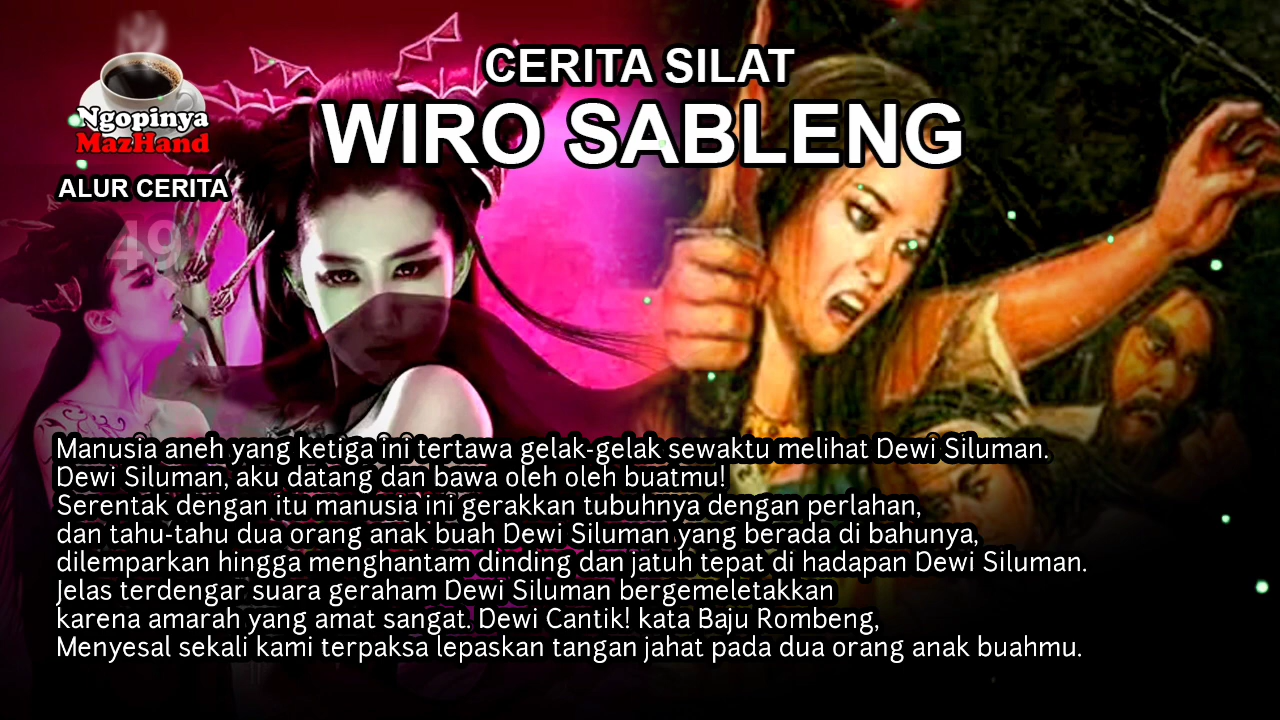 CERITA SILAT
WIRO SABLENG
Ngopinya
MazHand
ALUR CERITA
49
Manusia aneh yang ketiga ini tertawa gelak-gelak sewaktu melihat Dewi Siluman.
Dewi Siluman, aku datang dan bawa oleh oleh buatmu!
Serentak dengan itu manusia ini gerakkan tubuhnya dengan perlahan,
dan tahu-tahu dua orang anak buah Dewi Siluman yang berada di bahunya,
dilemparkan hingga menghantam dinding dan jatuh tepat di hadapan Dewi Siluman.
Jelas terdengar suara geraham Dewi Siluman bergemeletakkan
karena amarah yang amat sangat. Dewi Cantik! kata Baju Rombeng,
Menyesal sekali kami terpaksa lepaskan tangan jahat pada dua orang anak buahmu.